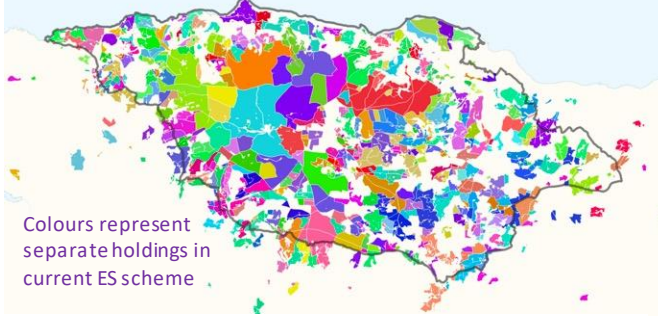 Colours represent
separate holdings in
current ES scheme